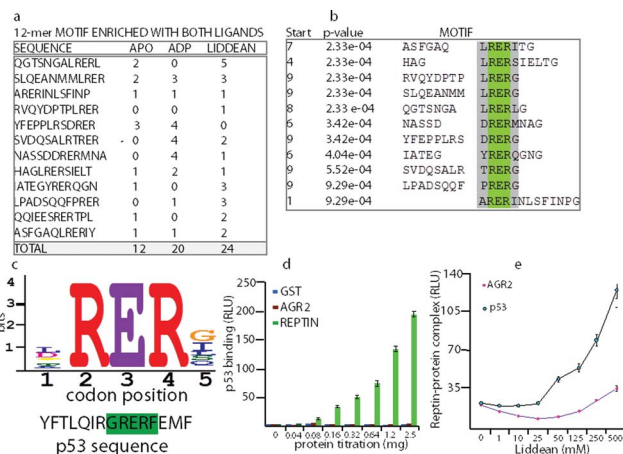 a
12-mer MOTIF ENRICHED WITH BOTH LIGANDS
SEQUENCE APO ADP LIDDEAN
QGTSNGALRERL 2 0 5
SLQEANMMLRER 2 3 3
ARERINLSFINP 1 1 1
RVQYDPTPLRER 0 0 1
YFEPPLRSDRER 3 4 0
SVDQSALRTRER 0 4 2
NASSDDRERMNA 0 4 1
HAGLRERSIELT 1 2 1
IATEGYRERQGN 1 0 3
LPADSQQFPRER 0 1 3
QQIEESRERTPL 1 0 2
ASFGAQLRERIY 1 1 2
TOTAL 12 20 24
b
Start p-value MOTIF
7 2.33e-04 ASFGAQ LRERITG
4 2.33e-04 HAG LRERSIELTG
9 2.33e-04 RVQYDPTP LRERG
9 2.33e-04 SLQEANMM LRERG
8 2.33 e-04 QGTSNGA LRERLG
6 3.42e-04 NASSD DRERMNAG
9 3.42e-04 YFEPPLRS DRERG
6 4.04e-04 IATEG YRERQGNG
9 5.52e-04 SVDQSALR TRERG
9 9.29e-04 LPADSQQF PRERG
1 9.29e-04 ARERINLSFINPG
c
4
3
2
1
RER
1 2 3 4 5
codon position
YFTLQIRGRERFEMF
p53 sequence
d
p53 binding (RLU)
250
200
150
100
50
GST
AGR2
REPTIN
0 0.04 0.08 0.16 0.32 0.64 1.2 2.5
protein titration (mg)
e
Reptin-protein complex (RLU)
140
105
70
35
AGR2
p53
0 1 10 25 50 125 250 500
Liddean (mM)